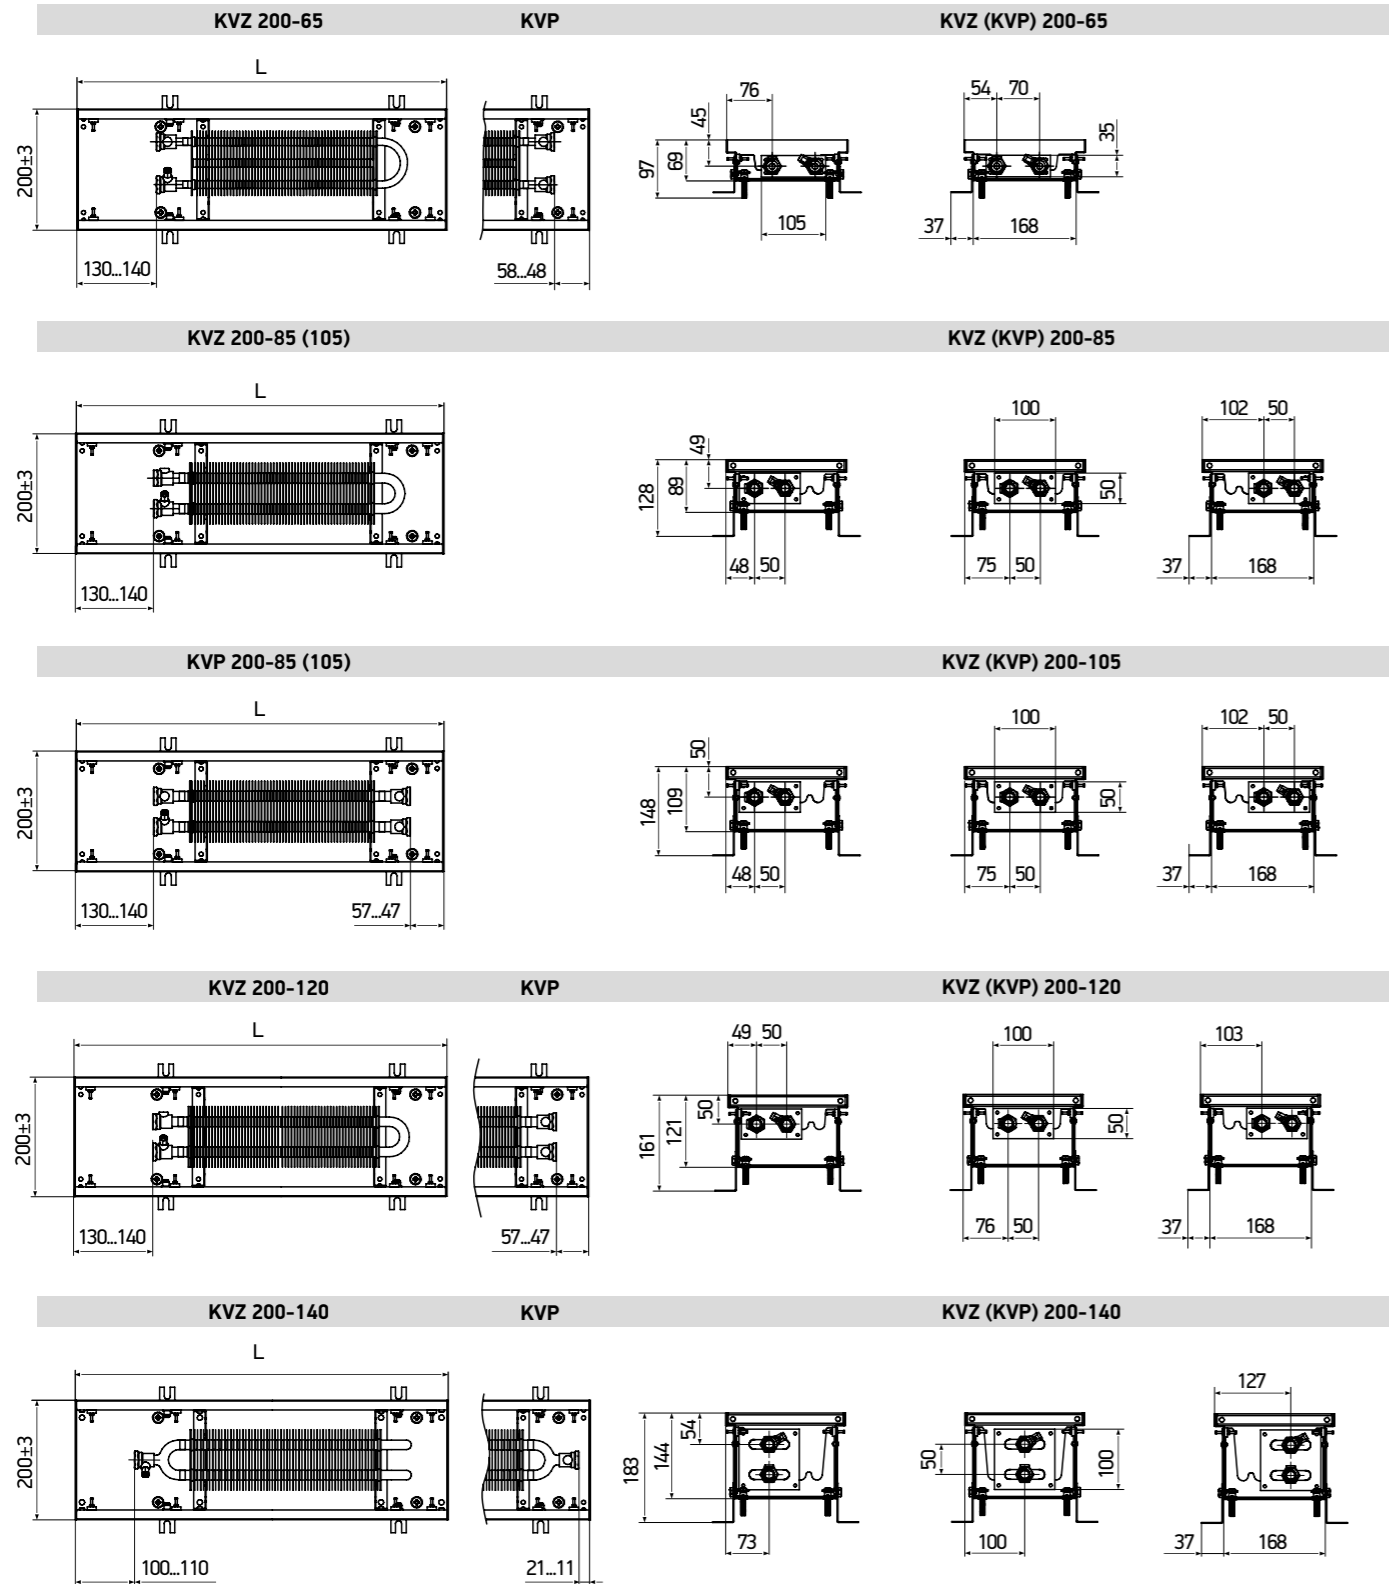 KVZ 200-65 KVP KVZ (KVP) 200-65
L
76 54 70
45 35
200±3 97 69
105
37 168
130...140 58...48
KVZ 200-85 (105) KVZ (KVP) 200-85
L
100 102 50
49
200±3 128 89 50
48 50 75 50 37 168
130...140
KVP 200-85 (105) KVZ (KVP) 200-105
L
100 102 50
50
200±3 148 109 50
48 50 75 50 37 168
130...140 57...47
KVZ 200-120 KVP KVZ (KVP) 200-120
L
49 50 100 103
200±3 161 121 50 50
76 50 37 168
130...140 57...47
KVZ 200-140 KVP KVZ (KVP) 200-140
L
127
200±3 183 144 54 50 100
73 100 37 168
100...110 21...11